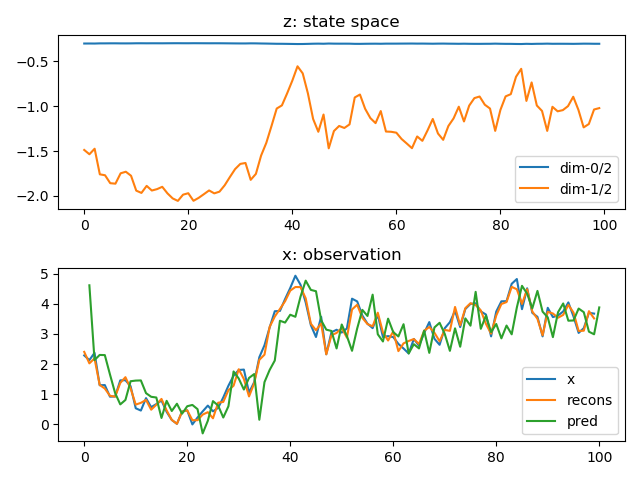 z: state space
−0.5
−1.0
−1.5
−2.0
dim-0/2
dim-1/2
0 20 40 60 80 100
x: observation
5
4
3
2
1
0
x
recons
pred
0 20 40 60 80 100